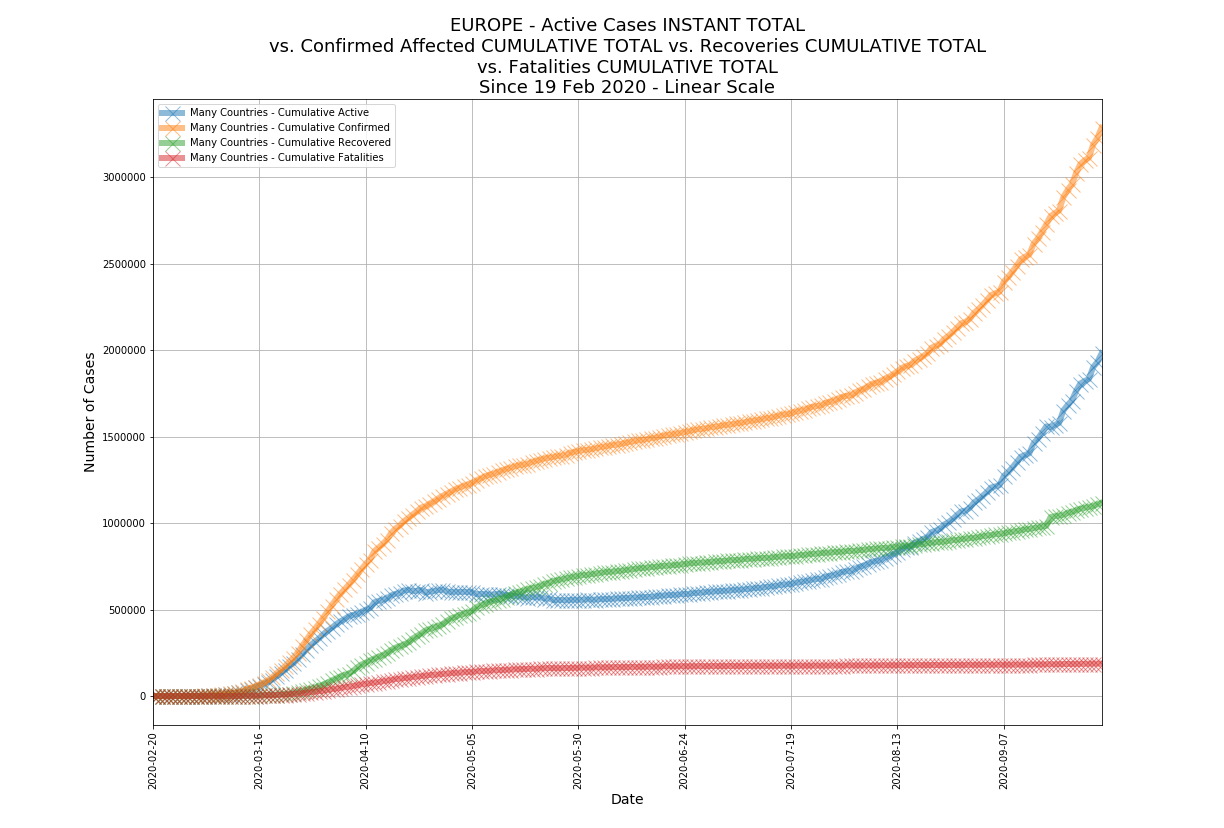 EUROPE - Active Cases INSTANT TOTAL
vs. Confirmed Affected CUMULATIVE TOTAL vs. Recoveries CUMULATIVE TOTAL
vs. Fatalities CUMULATIVE TOTAL
Since 19 Feb 2020 - Linear Scale
Many Countries - Cumulative Active
Many Countries - Cumulative Confirmed
Many Countries - Cumulative Recovered
Many Countries - Cumulative Fatalities
Number of Cases
3000000
2500000
2000000
1500000
1000000
500000
0
2020-02-20
2020-03-16
2020-04-10
2020-05-05
2020-05-30
2020-06-24
2020-07-19
2020-08-13
2020-09-07
Date